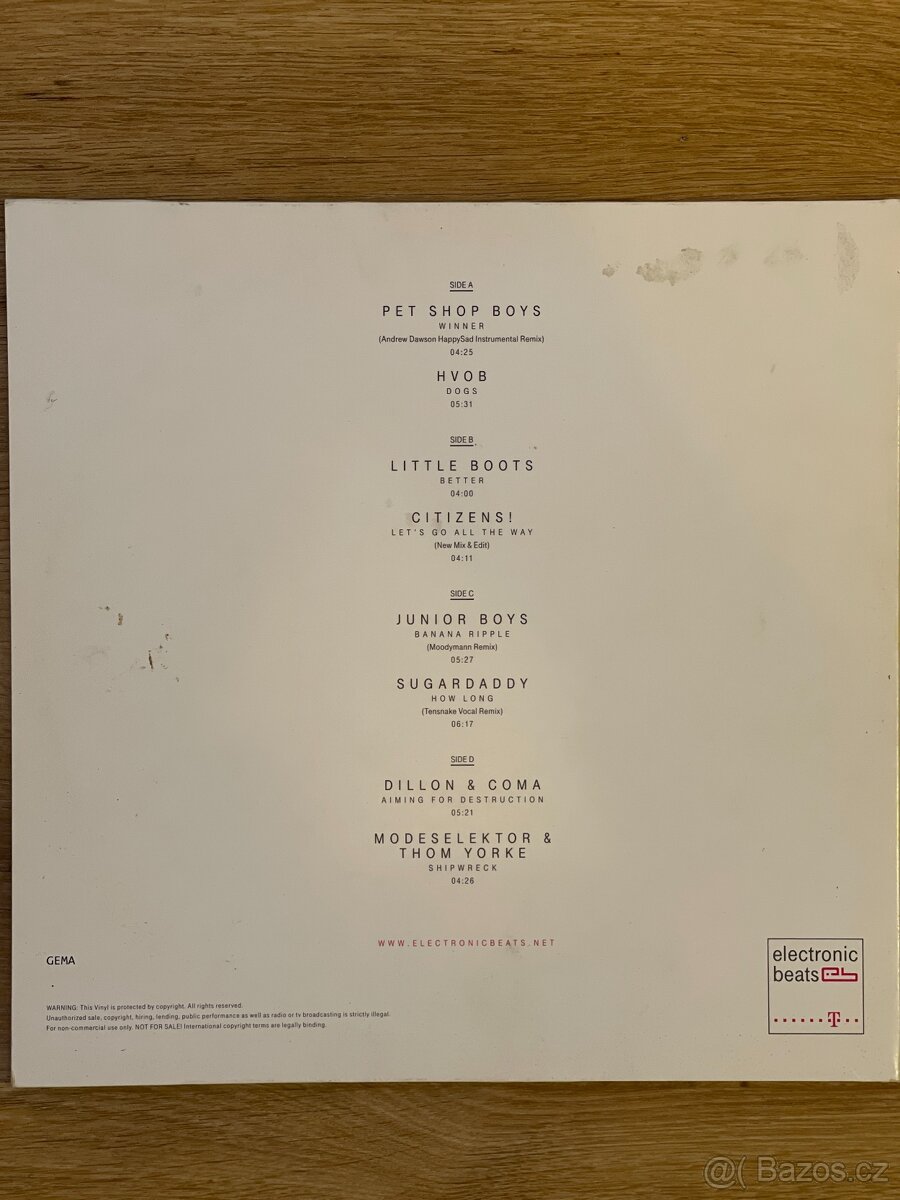 SIDE A
PET SHOP BOYS
WINNER
(Andrew Dawson HappySad Instrumental Remix)
04:25
HVOB
DOGS
05:31
SIDE B
LITTLE BOOTS
BETTER
04:00
CITIZENS!
LET'S GO ALL THE WAY
(New Mix & Edit)
04:11
SIDE C
JUNIOR BOYS
BANANA RIPPLE
(Moodymann Remix)
05:27
SUGARDADDY
HOW LONG
(Tensnake Vocal Remix)
06:17
SIDE D
DILLON & COMA
AIMING FOR DESTRUCTION
05:21
MODESELEKTOR &
THOM YORKE
SHIPWRECK
04:26
WWW.ELECTRONICBEATS.NET
GEMA
WARNING: This Vinyl is protected by copyright. All rights reserved.
Unauthorized sale, copyright, hiring, lending, public performance as well as radio or tv broadcasting is strictly illegal.
For non-commercial use only. NOT FOR SALE! International copyright terms are legally binding.
electronic
beats eb
T
@( Bazos.cz